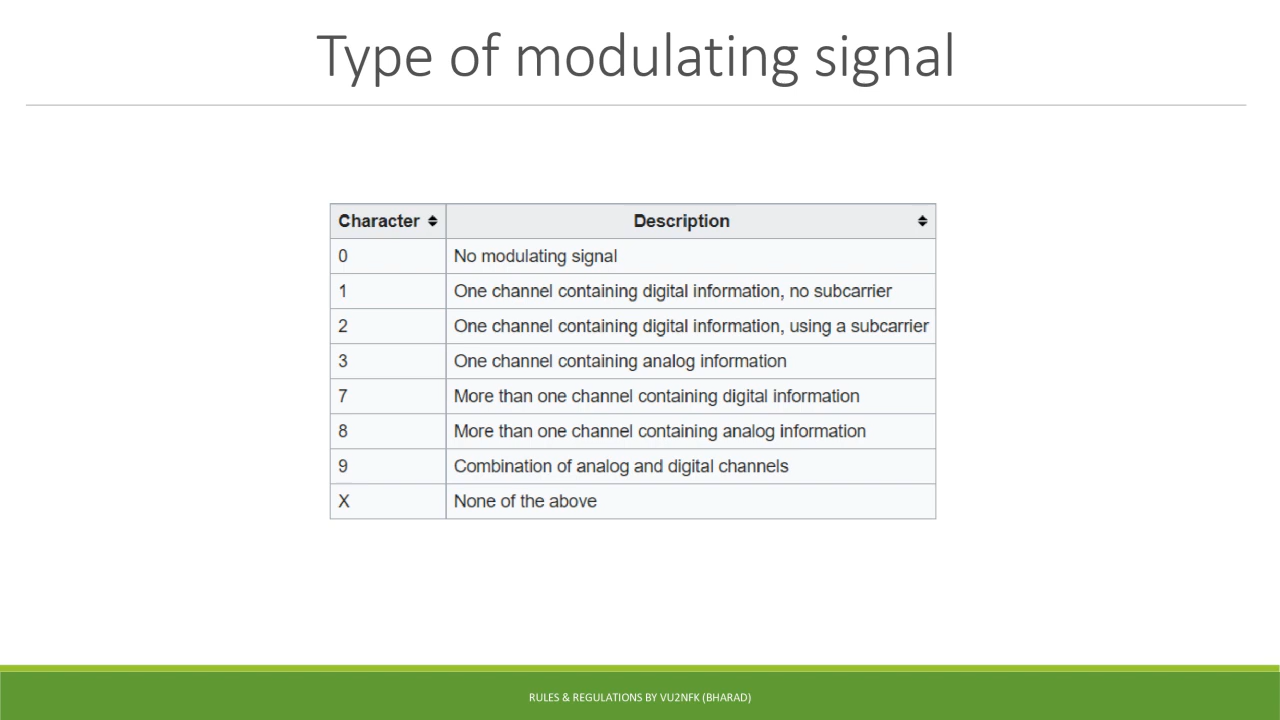 Type of modulating signal
Character Description
0 No modulating signal
1 One channel containing digital information, no subcarrier
2 One channel containing digital information, using a subcarrier
3 One channel containing analog information
7 More than one channel containing digital information
8 More than one channel containing analog information
9 Combination of analog and digital channels
X None of the above
RULES & REGULATIONS BY VU2NFK (BHARAD)